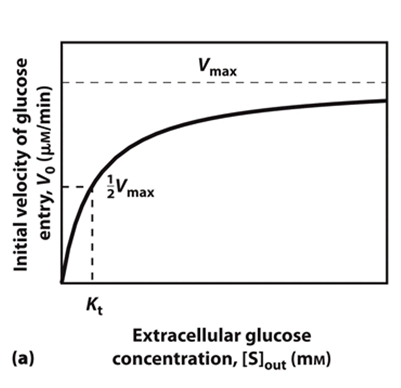 Vmax
½Vmax
Initial velocity of glucose
entry, V0 (μM/min)
Kt
Extracellular glucose
concentration, [S]out (mM)
(a)